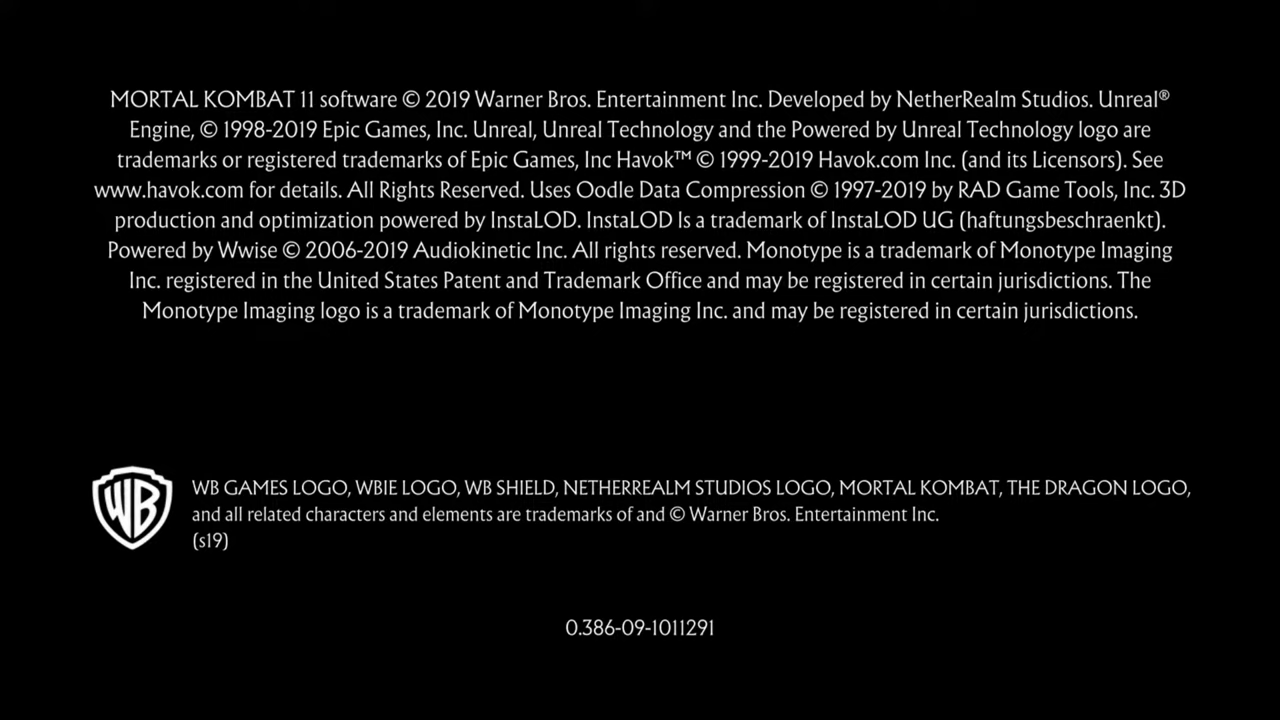 MORTAL KOMBAT 11 software © 2019 Warner Bros. Entertainment Inc. Developed by NetherRealm Studios. Unreal®
Engine, © 1998-2019 Epic Games, Inc. Unreal, Unreal Technology and the Powered by Unreal Technology logo are
trademarks or registered trademarks of Epic Games, Inc Havok™ © 1999-2019 Havok.com Inc. (and its Licensors). See
www.havok.com for details. All Rights Reserved. Uses Oodle Data Compression © 1997-2019 by RAD Game Tools, Inc. 3D
production and optimization powered by InstaLOD. InstaLOD Is a trademark of InstaLOD UG (haftungsbeschraenkt).
Powered by Wwise © 2006-2019 Audiokinetic Inc. All rights reserved. Monotype is a trademark of Monotype Imaging
Inc. registered in the United States Patent and Trademark Office and may be registered in certain jurisdictions. The
Monotype Imaging logo is a trademark of Monotype Imaging Inc. and may be registered in certain jurisdictions.
WB
WB GAMES LOGO, WBIE LOGO, WB SHIELD, NETHERREALM STUDIOS LOGO, MORTAL KOMBAT, THE DRAGON LOGO,
and all related characters and elements are trademarks of and © Warner Bros. Entertainment Inc.
(s19)
0.386-09-1011291